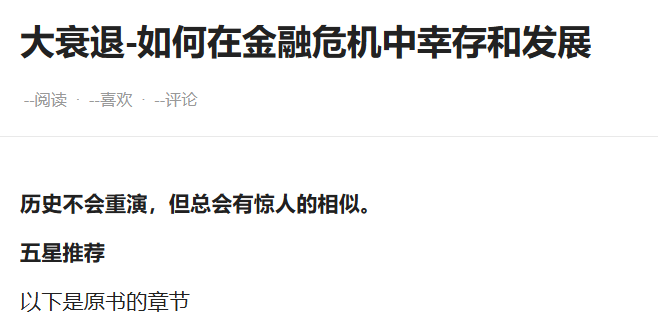 大衰退-如何在金融危机中幸存和发展
--阅读 · --喜欢 · --评论
历史不会重演，但总会有惊人的相似。
五星推荐
以下是原书的章节